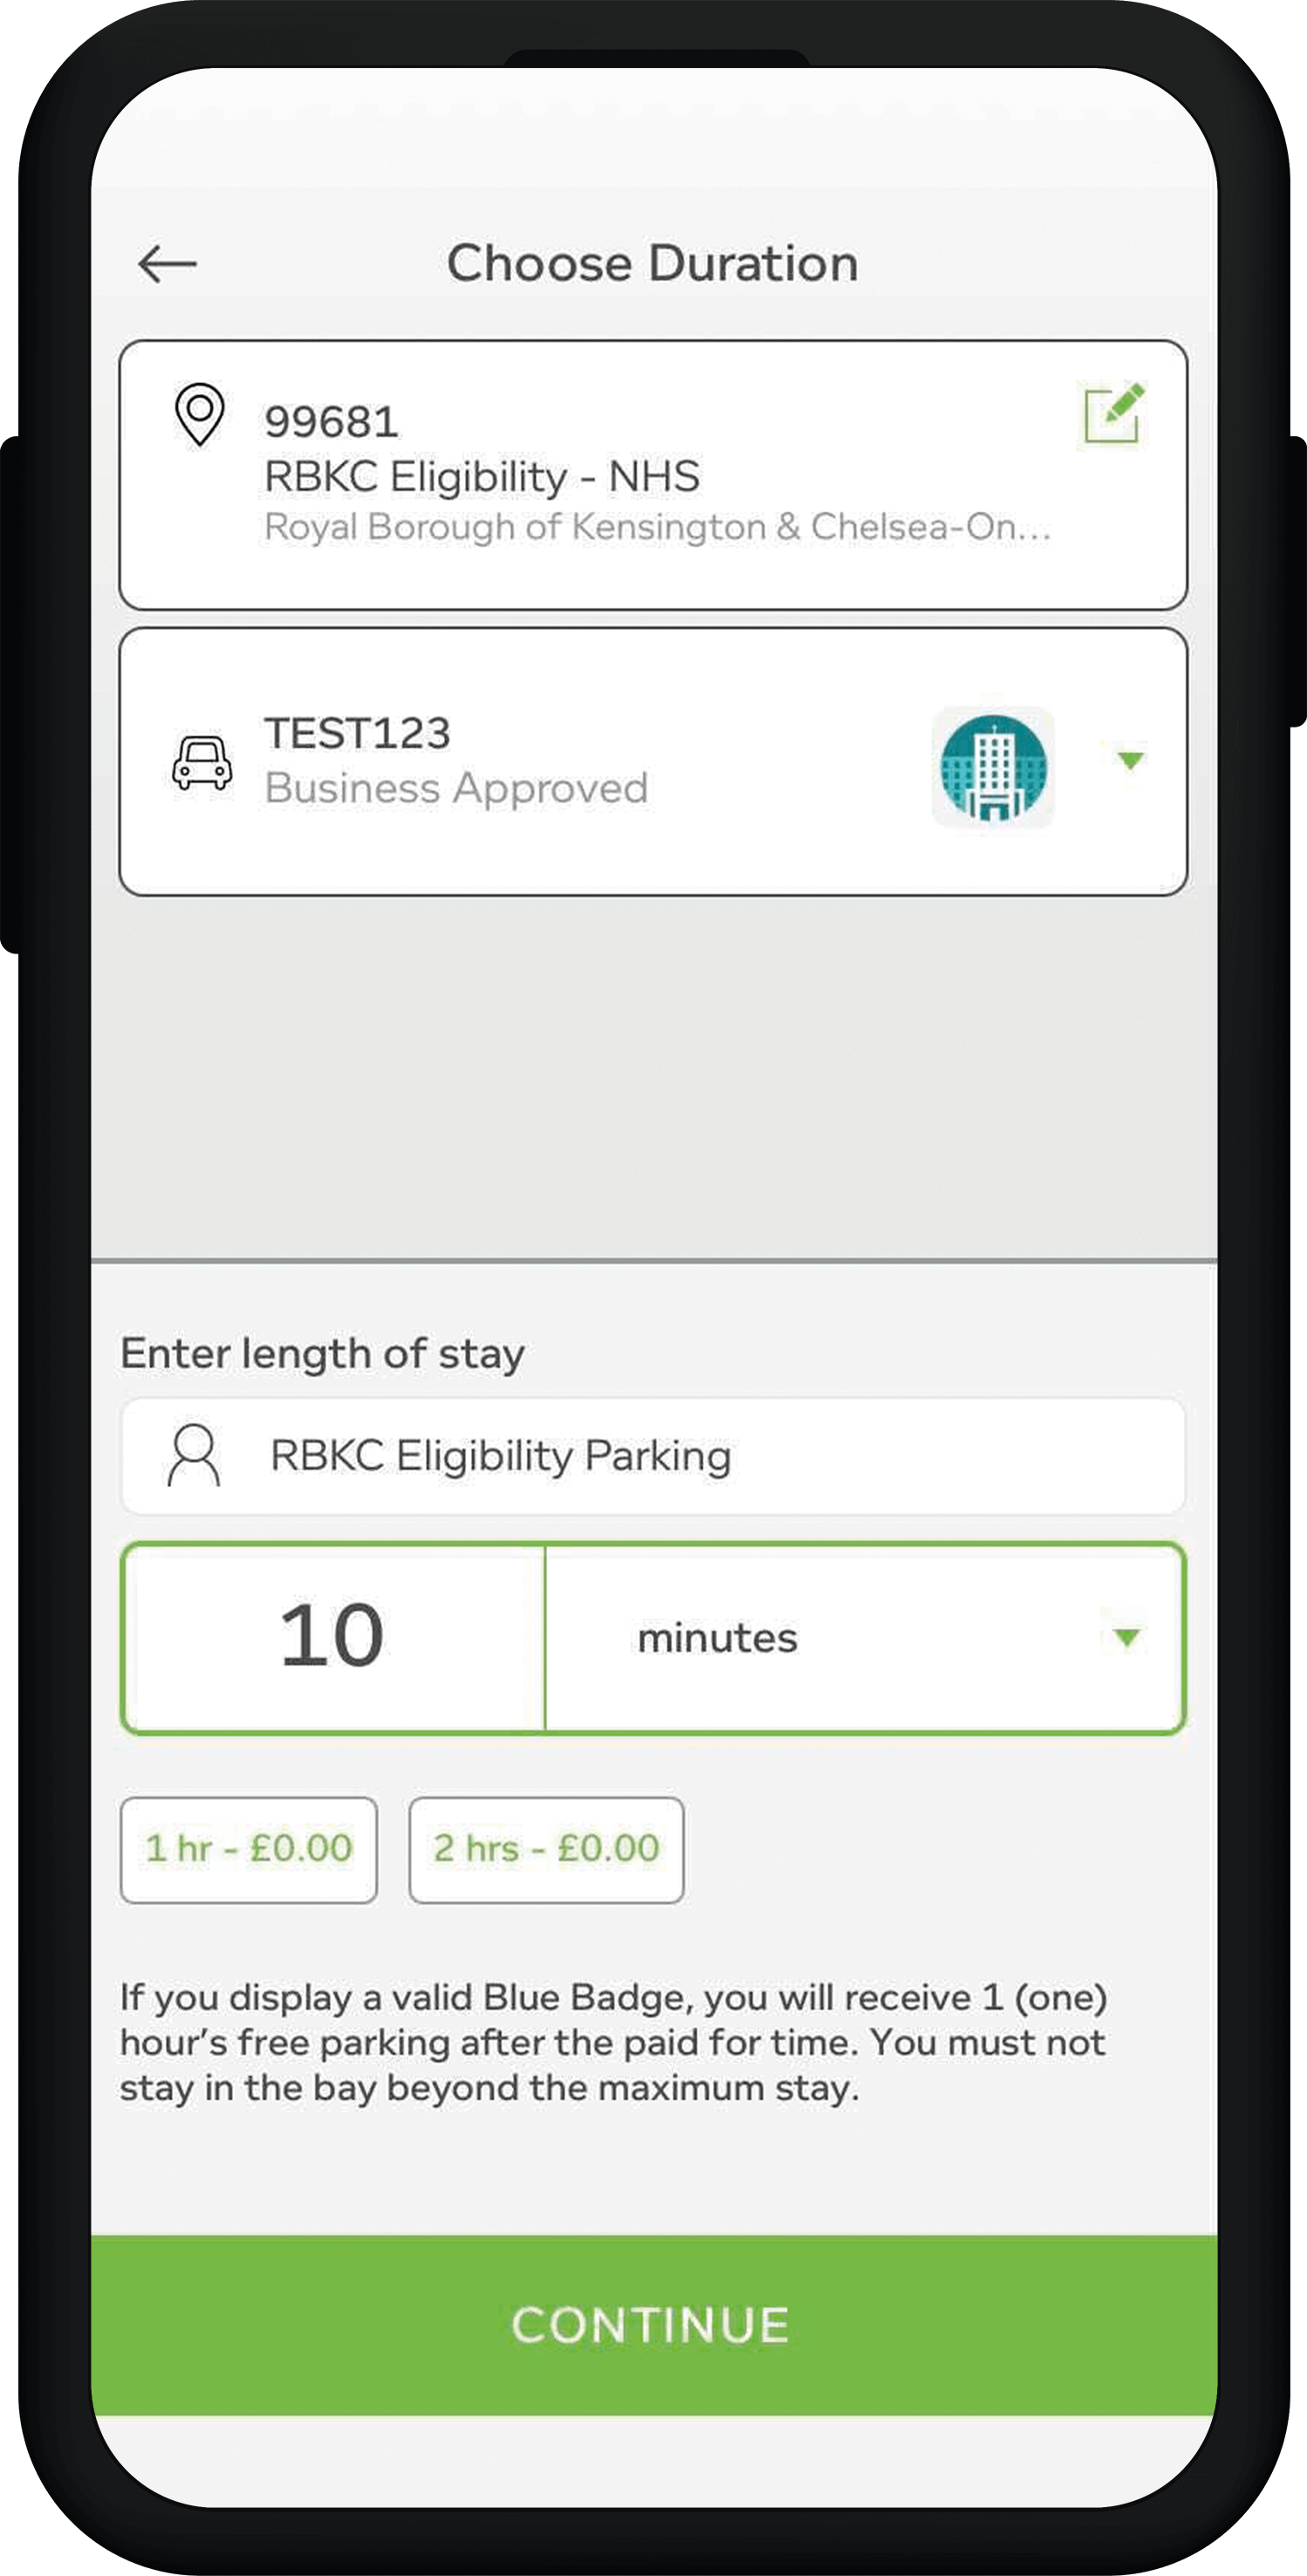 Choose Duration
99681
RBKC Eligibility - NHS
Royal Borough of Kensington & Chelsea-On...
TEST123
Business Approved
Enter length of stay
RBKC Eligibility Parking
10 minutes
1 hr - £0.00 2 hrs - £0.00
If you display a valid Blue Badge, you will receive 1 (one)
hour’s free parking after the paid for time. You must not
stay in the bay beyond the maximum stay.
CONTINUE